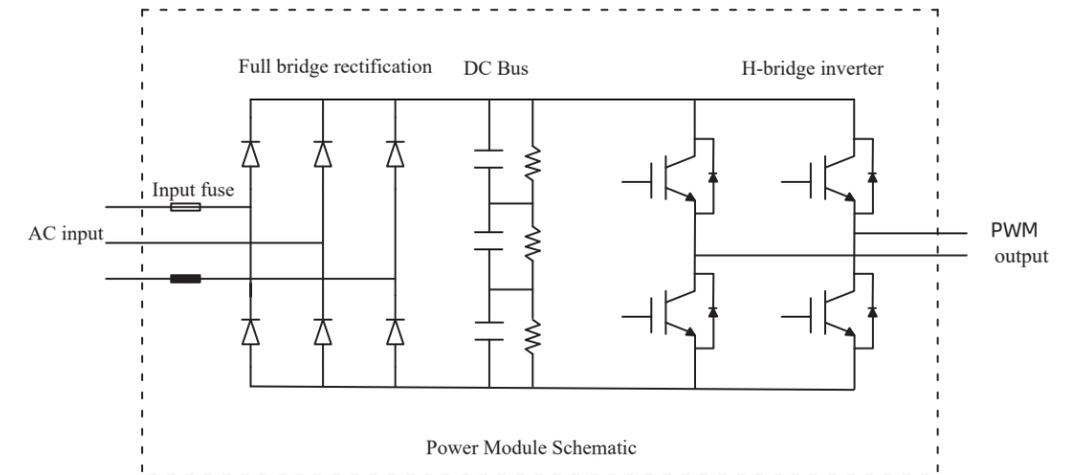 Full bridge rectification
DC Bus
H-bridge inverter
Input fuse
AC input
PWM
output
Power Module Schematic